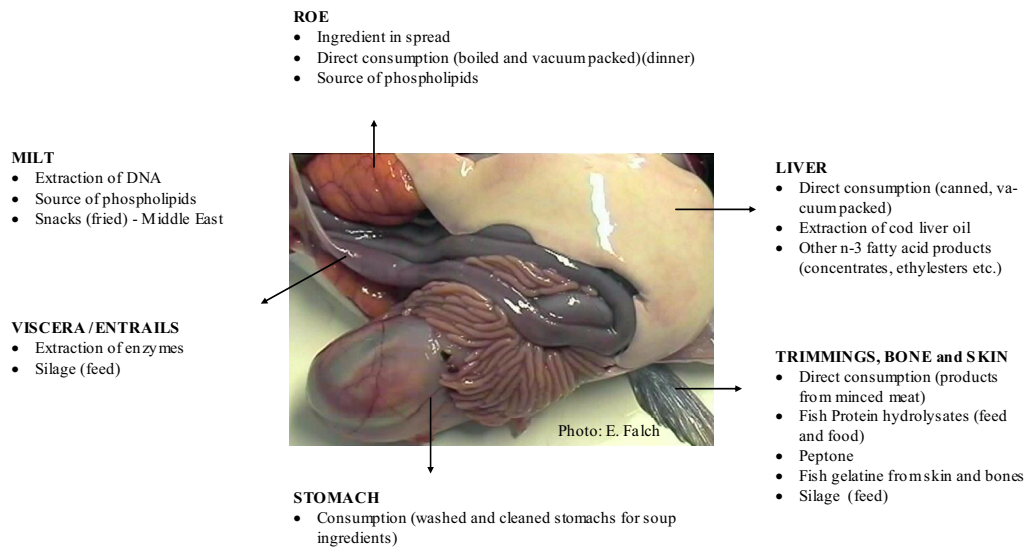 ROE
• Ingredient in spread
• Direct consumption (boiled and vacuum packed)(dinner)
• Source of phospholipids
MILT
• Extraction of DNA
• Source of phospholipids
• Snacks (fried) - Middle East
VISCERA / ENTRAILS
• Extraction of enzymes
• Silage (feed)
LIVER
• Direct consumption (canned, va-
cuum packed)
• Extraction of cod liver oil
• Other n-3 fatty acid products
(concentrates, ethylesters etc.)
TRIMMINGS, BONE and SKIN
• Direct consumption (products
from minced meat)
• Fish Protein hydrolysates (feed
and food)
• Peptone
• Fish gelatine from skin and bones
• Silage (feed)
Photo: E. Falch
STOMACH
• Consumption (washed and cleaned stomachs for soup
ingredients)